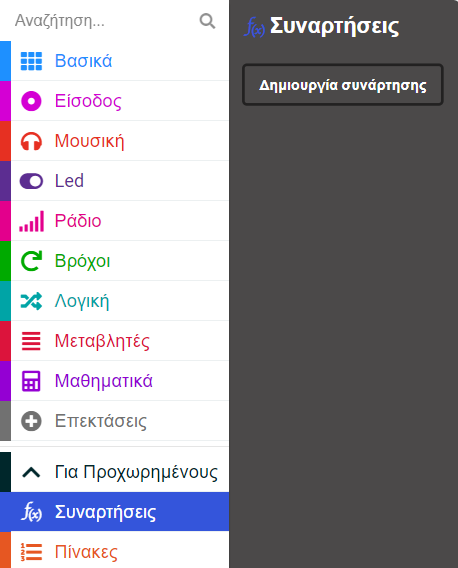 Αναζήτηση...
Βασικά
Είσοδος
Μουσική
Led
Ράδιο
Βρόχοι
Λογική
Μεταβλητές
Μαθηματικά
Επεκτάσεις
Για Προχωρημένους
f(x) Συναρτήσεις
Πίνακες
f(x) Συναρτήσεις
Δημιουργία συνάρτησης